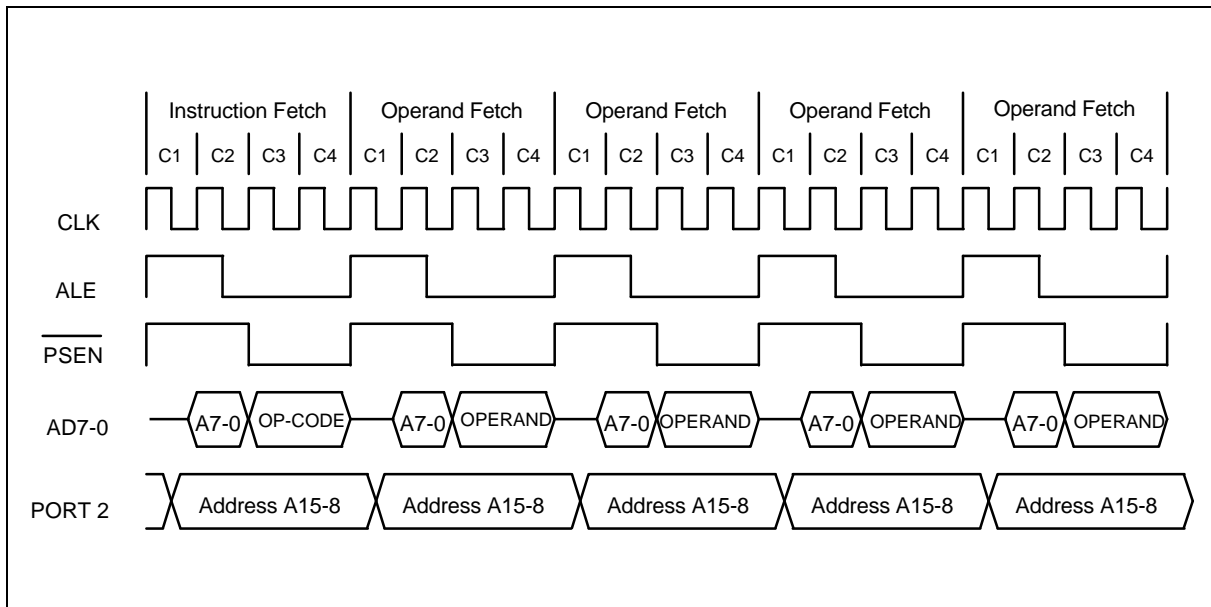 Instruction Fetch Operand Fetch Operand Fetch Operand Fetch Operand Fetch
C1 C2 C3 C4 C1 C2 C3 C4 C1 C2 C3 C4 C1 C2 C3 C4 C1 C2 C3 C4
CLK
ALE
PSEN
AD7-0 A7-0 OP-CODE A7-0 OPERAND A7-0 OPERAND A7-0 OPERAND A7-0 OPERAND
PORT 2 Address A15-8 Address A15-8 Address A15-8 Address A15-8 Address A15-8